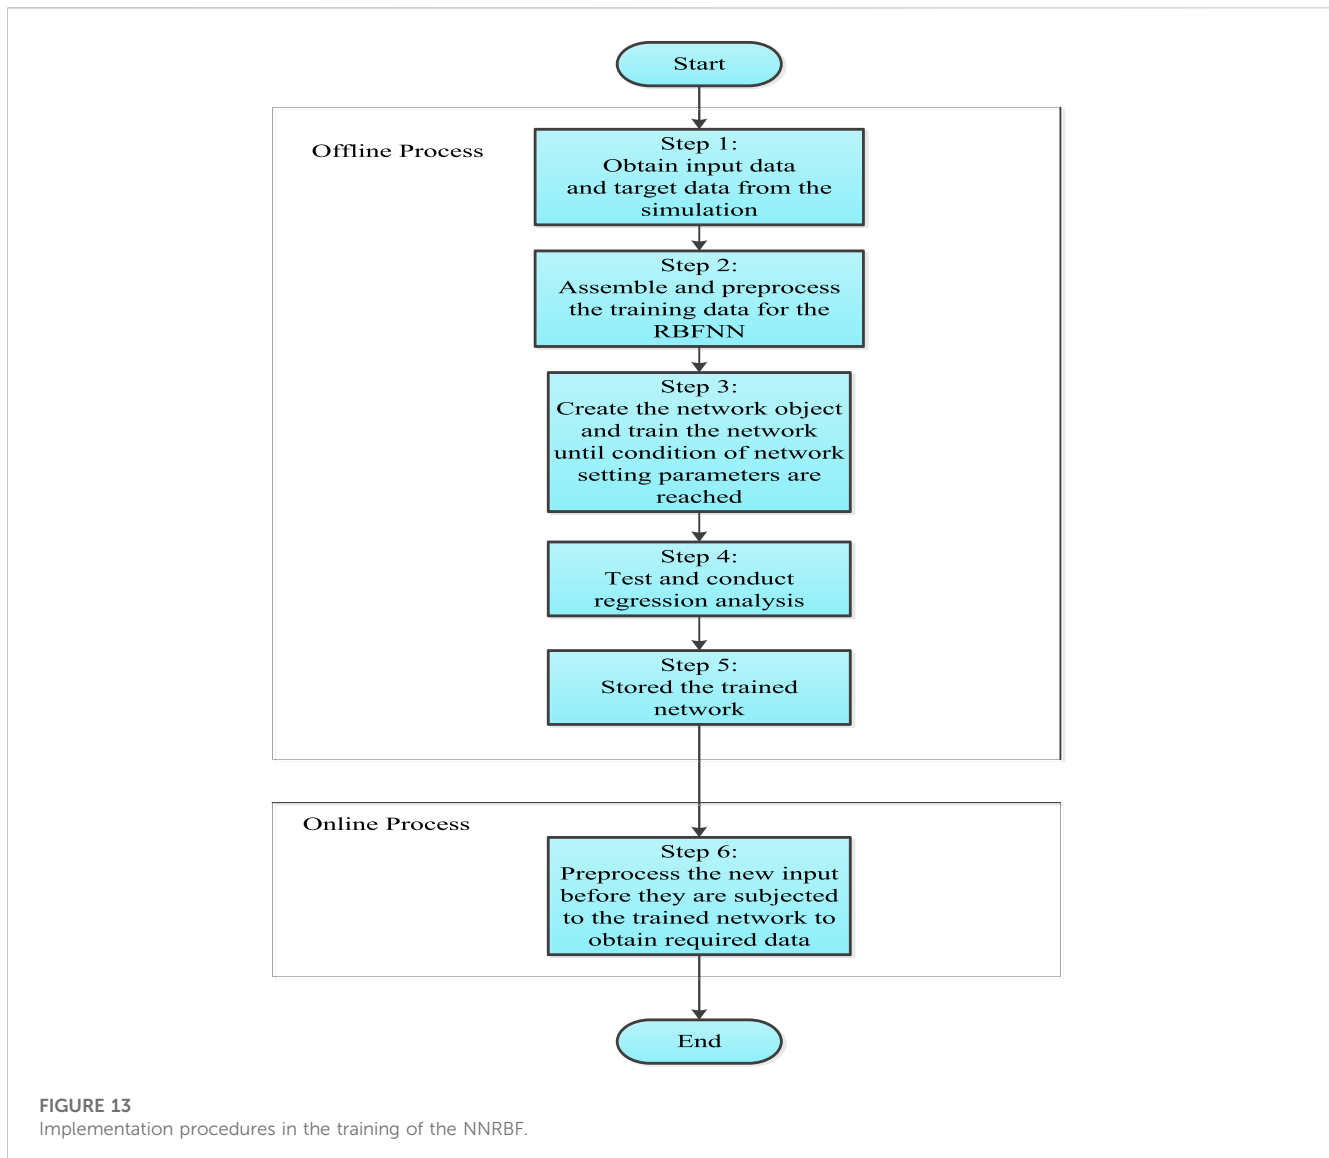 Start
Offline Process
Step 1:
Obtain input data
and target data from the
simulation
Step 2:
Assemble and preprocess
the training data for the
RBFNN
Step 3:
Create the network object
and train the network
until condition of network
setting parameters are
reached
Step 4:
Test and conduct
regression analysis
Step 5:
Stored the trained
network
Online Process
Step 6:
Preprocess the new input
before they are subjected
to the trained network to
obtain required data
End
FIGURE 13
Implementation procedures in the training of the NNRBF.